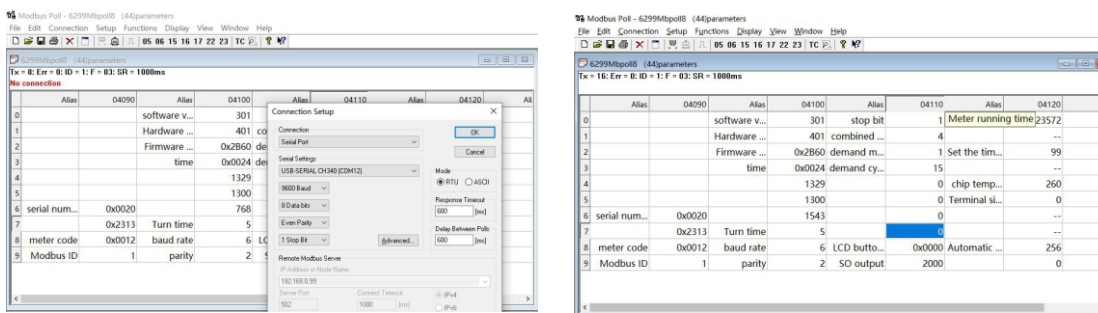 Modbus Poll - 6299Mbpoll8 (44)parameters
File Edit Connection Setup Functions Display View Window Help
05 06 15 16 17 22 23 TC
6299Mbpoll8 (44)parameters
Tx = 8: Err = 0: ID = 1: F = 03: SR = 1000ms
No connection
Alias 04090 Alias 04100 Alias 04110 Alias 04120 Ali
0 software v... 301
1 Hardware ... 401 co
2 Firmware ... 0x2B60 de
3 time 0x0024 de
4 1329
5 1300
6 serial num... 0x0020 768
7 0x2313 Turn time 5
8 meter code 0x0012 baud rate 6 LC
9 Modbus ID 1 parity 2 S
Connection Setup
Connection
Serial Port
OK
Cancel
Serial Settings
USB-SERIAL CH340 (COM12)
9600 Baud
8 Data bits
Even Parity
1 Stop Bit
Advanced...
Mode
RTU ASCII
Response Timeout
600 [ms]
Delay Between Polls
600 [ms]
Remote Modbus Server
IP Address or Node Name
192.168.0.99
Server Port
502
Connect Timeout
1000 [ms]
IPv4
IPv6
Modbus Poll - 6299Mbpoll8 (44)parameters
File Edit Connection Setup Functions Display View Window Help
05 06 15 16 17 22 23 TC
6299Mbpoll8 (44)parameters
Tx = 16: Err = 0: ID = 1: F = 03: SR = 1000ms
Alias 04090 Alias 04100 Alias 04110 Alias 04120
0 software v... 301 stop bit 1 Meter running time 23572
1 Hardware ... 401 combined ... 4 --
2 Firmware ... 0x2B60 demand m... 1 Set the tim... 99
3 time 0x0024 demand cy... 15 --
4 1329 0 chip temp... 260
5 1300 0 Terminal si... 0
6 serial num... 0x0020 1543 0 --
7 0x2313 Turn time 5 0 --
8 meter code 0x0012 baud rate 6 LCD butto... 0x0000 Automatic ... 256
9 Modbus ID 1 parity 2 SO output 2000 0